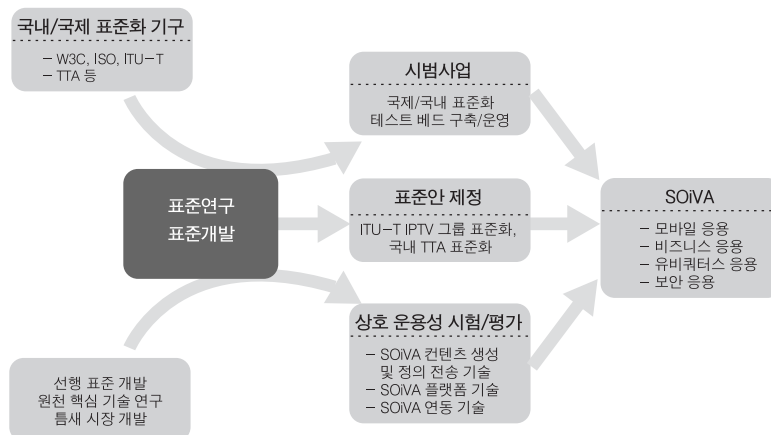 국내/국제 표준화 기구
– W3C, ISO, ITU-T
– TTA 등
표준연구
표준개발
선행 표준 개발
원천 핵심 기술 연구
틈새 시장 개발
시범사업
국제/국내 표준화
테스트 베드 구축/운영
표준안 제정
ITU-T IPTV 그룹 표준화,
국내 TTA 표준화
상호 운용성 시험/평가
– SOiVA 컨텐츠 생성
및 정의 전송 기술
– SOiVA 플랫폼 기술
– SOiVA 연동 기술
SOiVA
– 모바일 응용
– 비즈니스 응용
– 유비쿼터스 응용
– 보안 응용